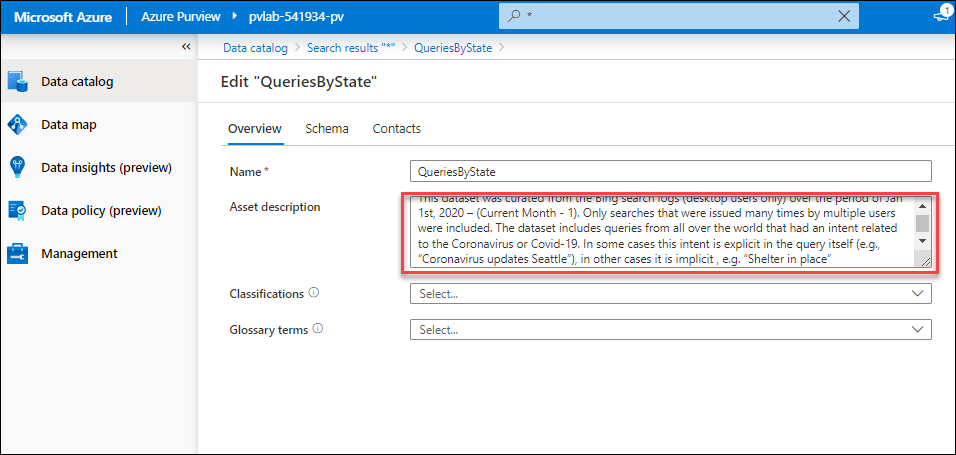 Microsoft Azure Azure Purview pvlab-541934-pv * 1
« Data catalog > Search results "*" > QueriesByState >
Data catalog
Data map
Data insights (preview)
Data policy (preview)
Management
Edit "QueriesByState"
Overview Schema Contacts
Name * QueriesByState
Asset description
This dataset was curated from the Bing search logs (desktop users only) over the period of Jan
1st, 2020 – (Current Month - 1). Only searches that were issued many times by multiple users
were included. The dataset includes queries from all over the world that had an intent related
to the Coronavirus or Covid-19. In some cases this intent is explicit in the query itself (e.g.,
“Coronavirus updates Seattle”), in other cases it is implicit , e.g. “Shelter in place”
Classifications Select...
Glossary terms Select...